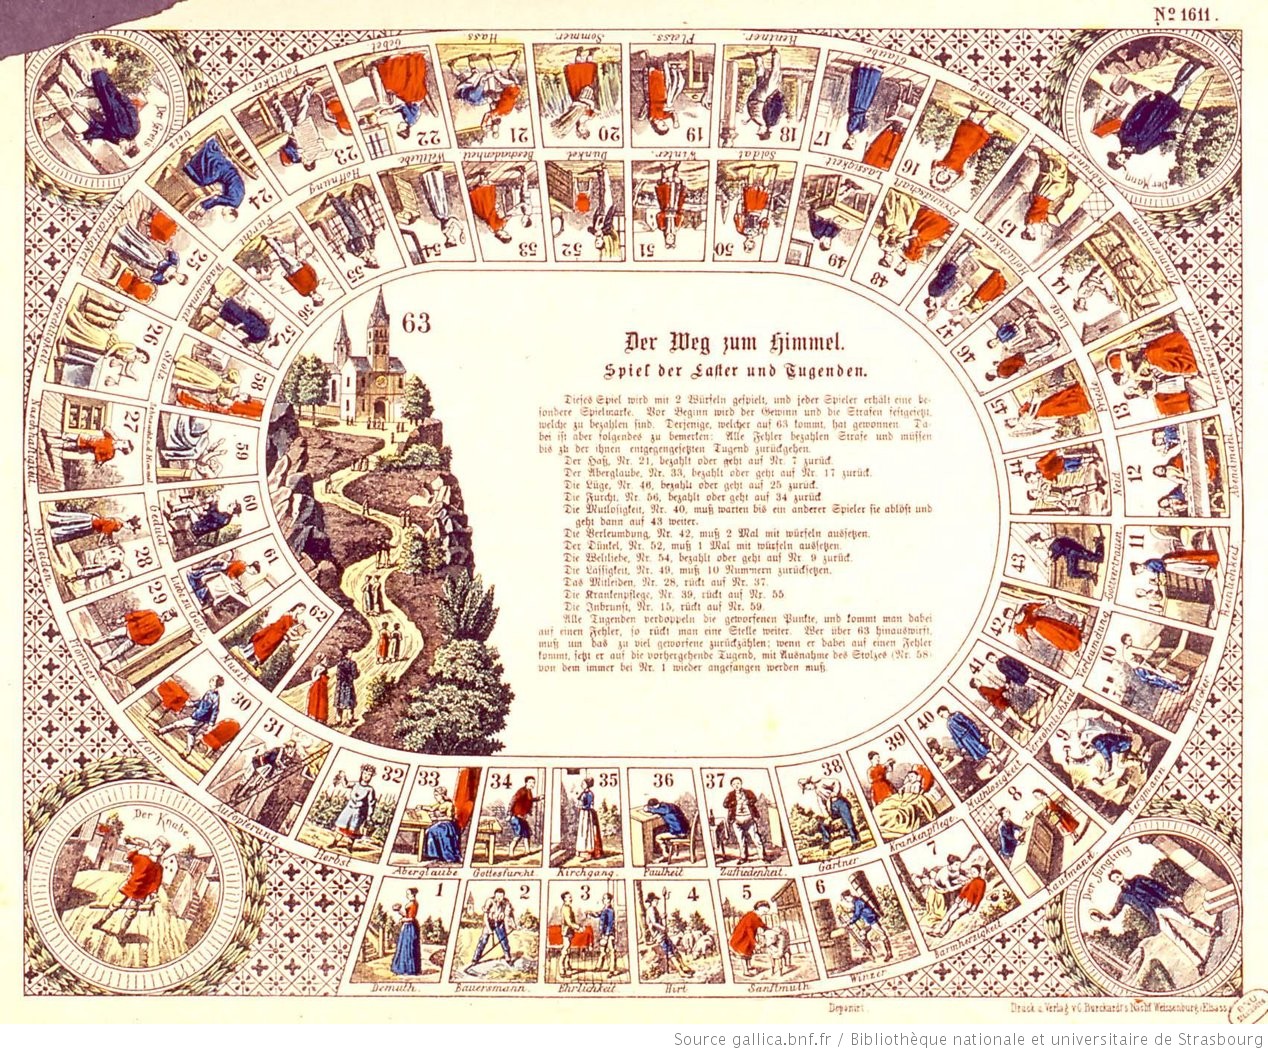 Nº 1611.
Der Greis
Der Mann
63
Der Weg zum Himmel.
Spiel der Laster und Tugenden.
Dieses Spiel wird mit 2 Würfeln gespielt, und jeder Spieler erhält eine be-
sondere Spielmarke. Vor Beginn wird der Gewinn und die Strafen festgesetzt,
welche zu bezahlen sind. Derjenige, welcher auf 63 kommt, hat gewonnen. Da-
bei ist aber folgendes zu bemerken: Alle Fehler bezahlen Strafe und müssen
bis zu der ihnen entgegengesetzten Tugend zurückgehen.
Der Haß, Nr. 21, bezahlt oder geht auf Nr. 7 zurück.
Der Aberglaube, Nr. 33, bezahlt oder geht auf Nr. 17 zurück.
Die Lüge, Nr. 46, bezahlt oder geht auf 25 zurück.
Die Furcht, Nr. 56, bezahlt oder geht auf 34 zurück
Die Mutlosigkeit, Nr. 40, muß warten bis ein anderer Spieler sie ablöst und
geht dann auf 43 weiter.
Die Verleumdung, Nr. 42, muß 2 Mal mit würfeln aussetzen.
Der Dünkel, Nr. 52, muß 1 Mal mit würfeln aussetzen.
Die Weltliebe, Nr. 54, bezahlt oder geht auf Nr. 9 zurück.
Die Lässigkeit, Nr. 49, muß 10 Nummern zurücksetzen.
Das Mitleiden, Nr. 28, rückt auf Nr. 37.
Die Krankenpflege, Nr. 39, rückt auf Nr. 55
Die Inbrunst, Nr. 15, rückt auf Nr. 59.
Alle Tugenden verdoppeln die geworfenen Punkte, und kommt man dabei
auf einen Fehler, so rückt man eine Stelle weiter. Wer über 63 hinauswirft,
muß um das zu viel geworfene zurückzählen; wenn er dabei auf einen Fehler
kommt, setzt er auf die vorhergehende Tugend, mit Ausnahme des Stolzes (Nr. 58)
von dem immer bei Nr. 1 wieder angefangen werden muß.
1 Demuth.
2 Bauersmann.
3 Ehrlichkeit
4 Hirt
5 Sanftmuth
6 Winzer
7 Barmherzigkeit
8 Kaufmann
9 Bergmann
10
11
12 Abendmahl
13
14
15
16
17 Glaube
18 Rentner.
19 Fleiss.
20 Sommer.
21 Hass
22 Gebet
23 Politiker
24 Geiz
25
26
27
28 Mitleiden
29
30 Zorn
31 Aufopferung
32 Herbst
33 Aberglaube
34 Gottesfurcht
35 Kirchgang.
36 Faulheit
37 Zufriedenheit.
38 Gärtner
39 Krankenpflege.
40
41
42 Verleumdung
43 Gottvertrauen
44 Neid
45
46 Lüge
47
48
49 Lässigkeit
50 Soldat
51 Winter.
52 Dunkel
53 Bescheidenheit
54 Weltliebe
55 Hoffnung
56 Furcht
57
58 Stolz
59
60 Geduld
61
62
Der Knabe
Der Jüngling
Deponirt.
Druck u. Verlag v. C. Burckardt's Nachf. Weissenburg (Elsass)
Source gallica.bnf.fr / Bibliothèque nationale et universitaire de Strasbourg